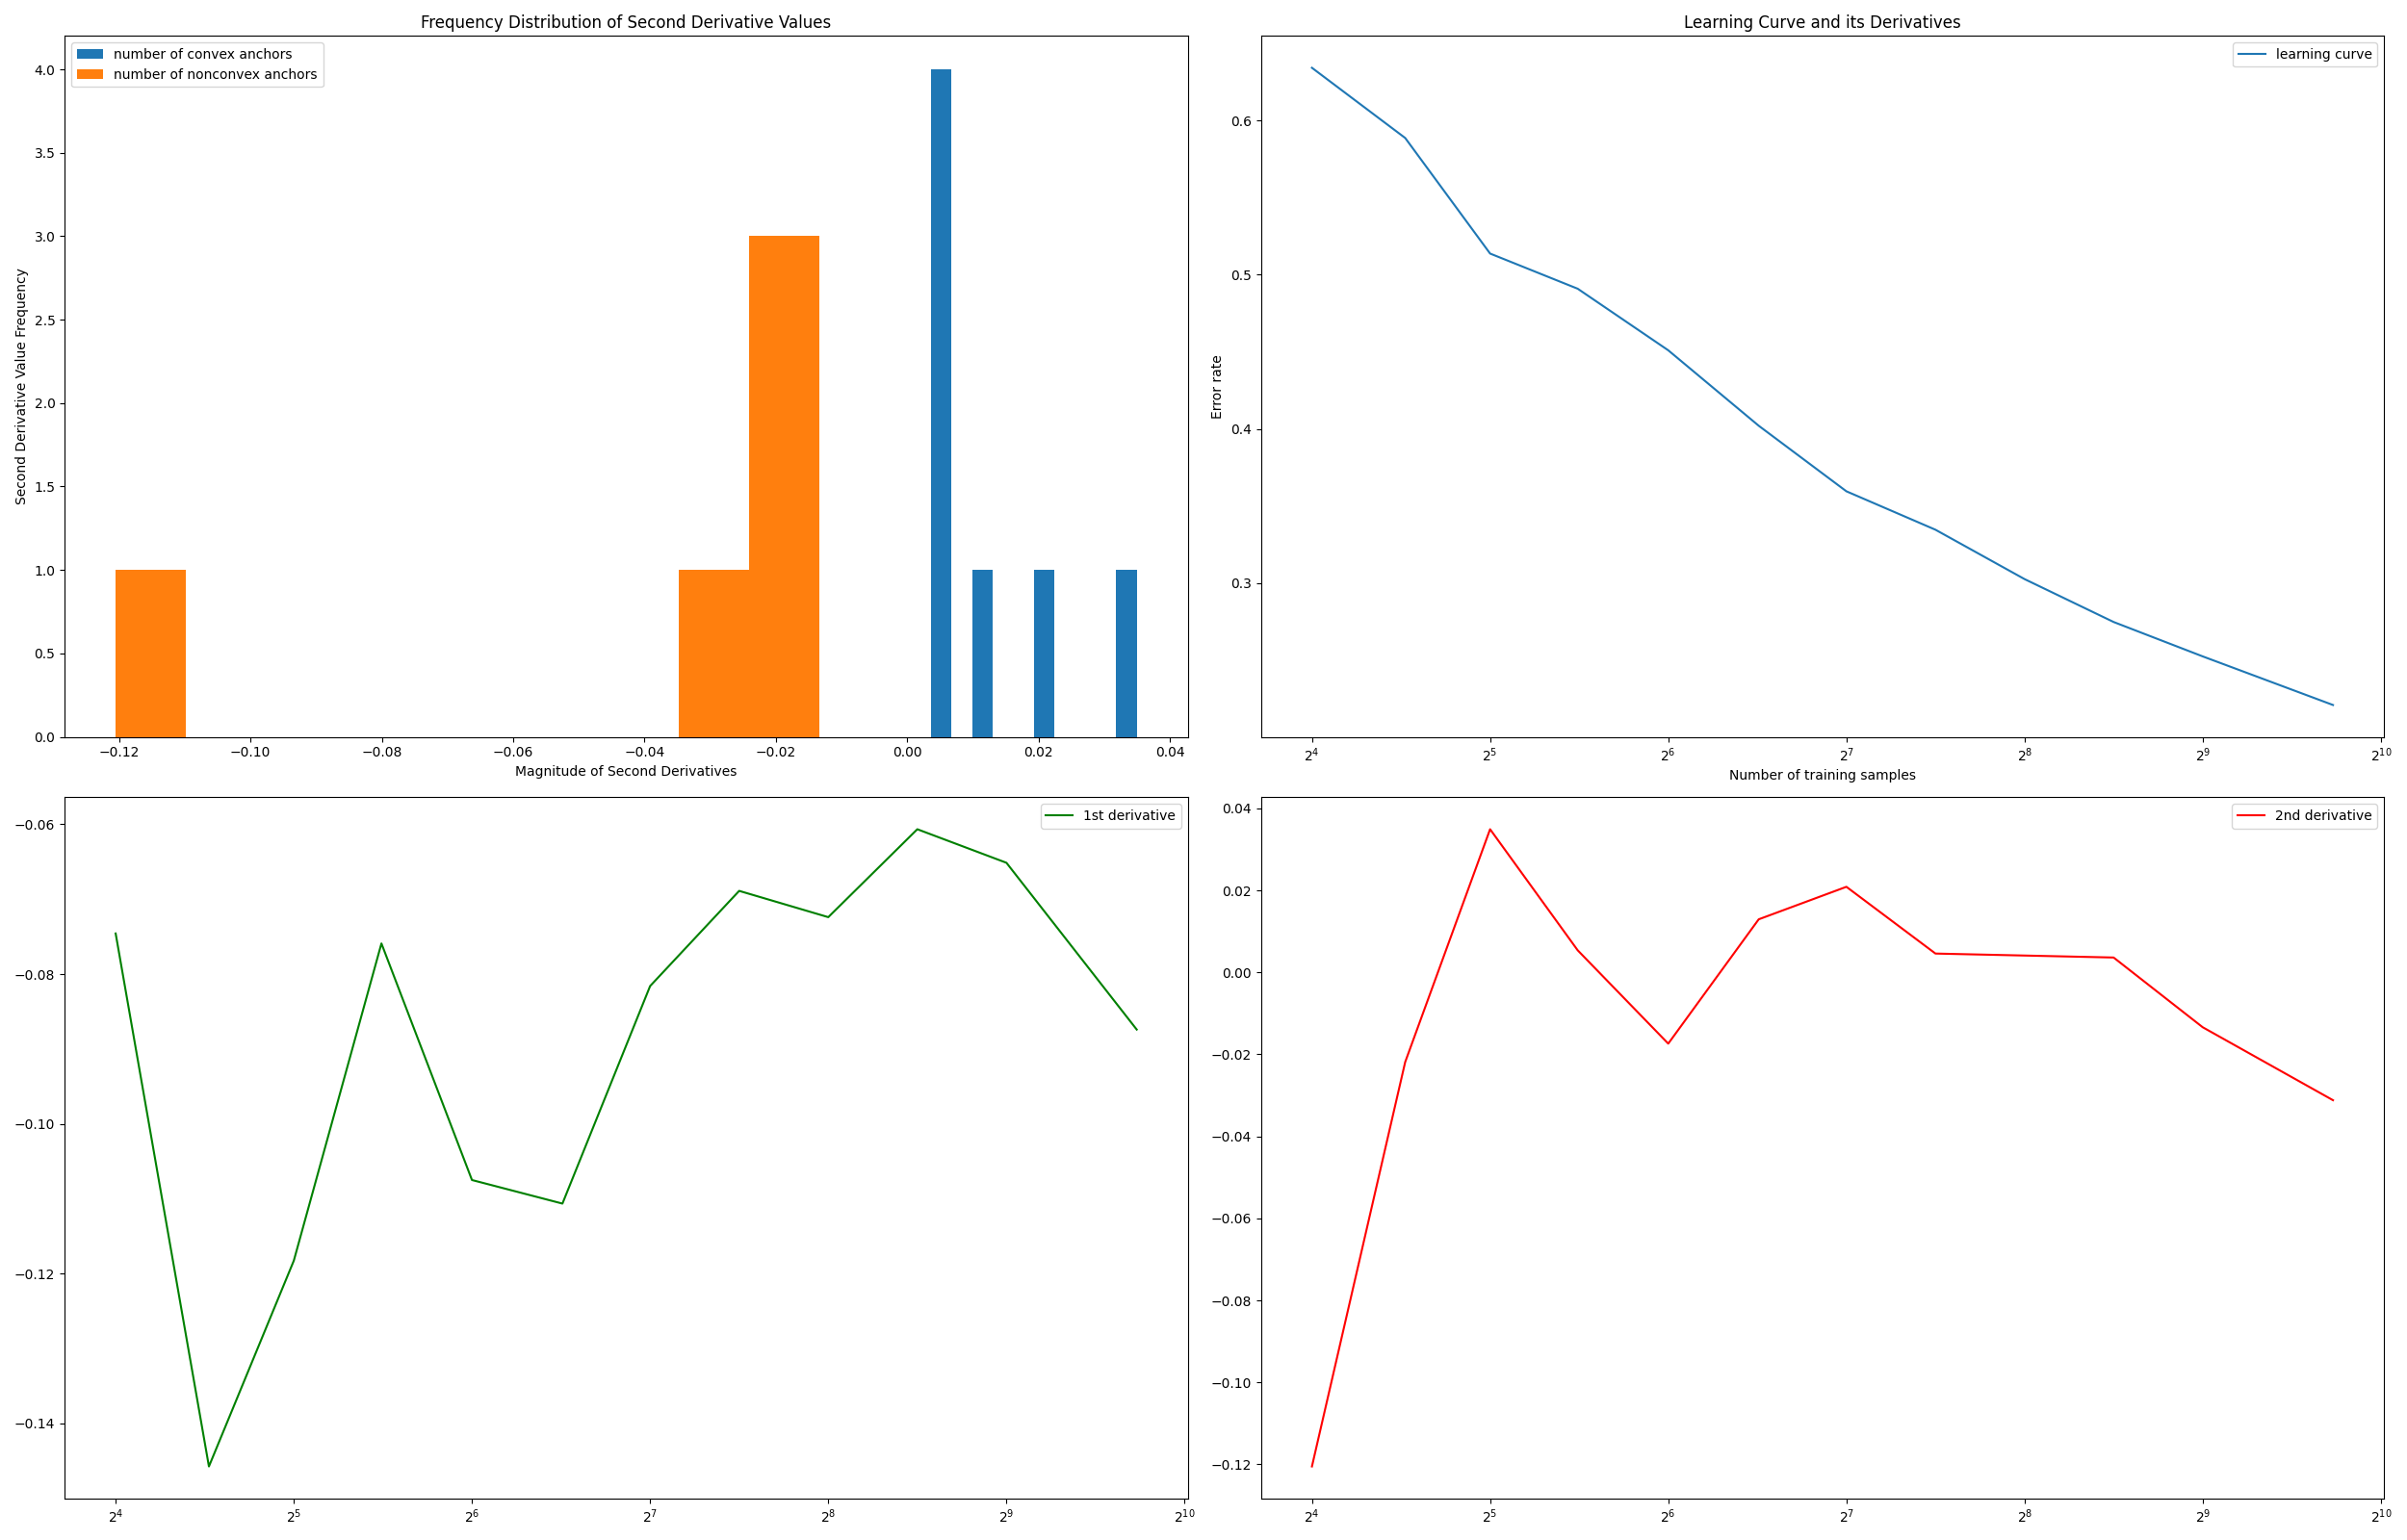 Frequency Distribution of Second Derivative Values
number of convex anchors
number of nonconvex anchors
4.0
3.5
3.0
2.5
2.0
1.5
1.0
0.5
0.0
Second Derivative Value Frequency
−0.12 −0.10 −0.08 −0.06 −0.04 −0.02 0.00 0.02 0.04
Magnitude of Second Derivatives
Learning Curve and its Derivatives
learning curve
0.6
0.5
0.4
0.3
Error rate
2⁴ 2⁵ 2⁶ 2⁷ 2⁸ 2⁹ 2¹⁰
Number of training samples
1st derivative
−0.06
−0.08
−0.10
−0.12
−0.14
2⁴ 2⁵ 2⁶ 2⁷ 2⁸ 2⁹ 2¹⁰
2nd derivative
0.04
0.02
0.00
−0.02
−0.04
−0.06
−0.08
−0.10
−0.12
2⁴ 2⁵ 2⁶ 2⁷ 2⁸ 2⁹ 2¹⁰